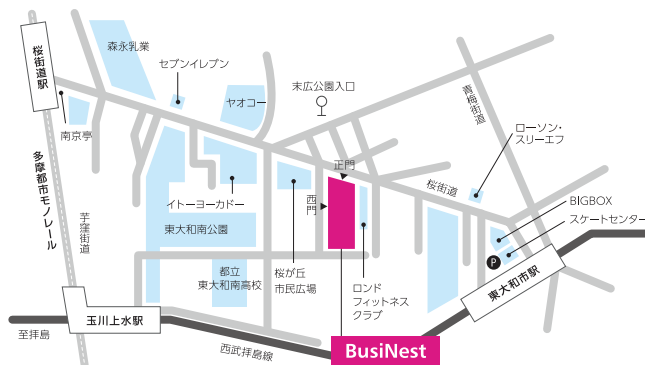 桜街道駅
森永乳業
セブンイレブン
ヤオコー
末広公園入口
青梅街道
ローソン・
スリーエフ
南京亭
多摩都市モノレール
芋窪街道
イトーヨーカドー
東大和南公園
正門
西門
桜街道
BIGBOX
スケートセンター
P
都立
東大和南高校
桜が丘
市民広場
ロンド
フィットネス
クラブ
東大和市駅
玉川上水駅
至拝島
西武拝島線
BusiNest